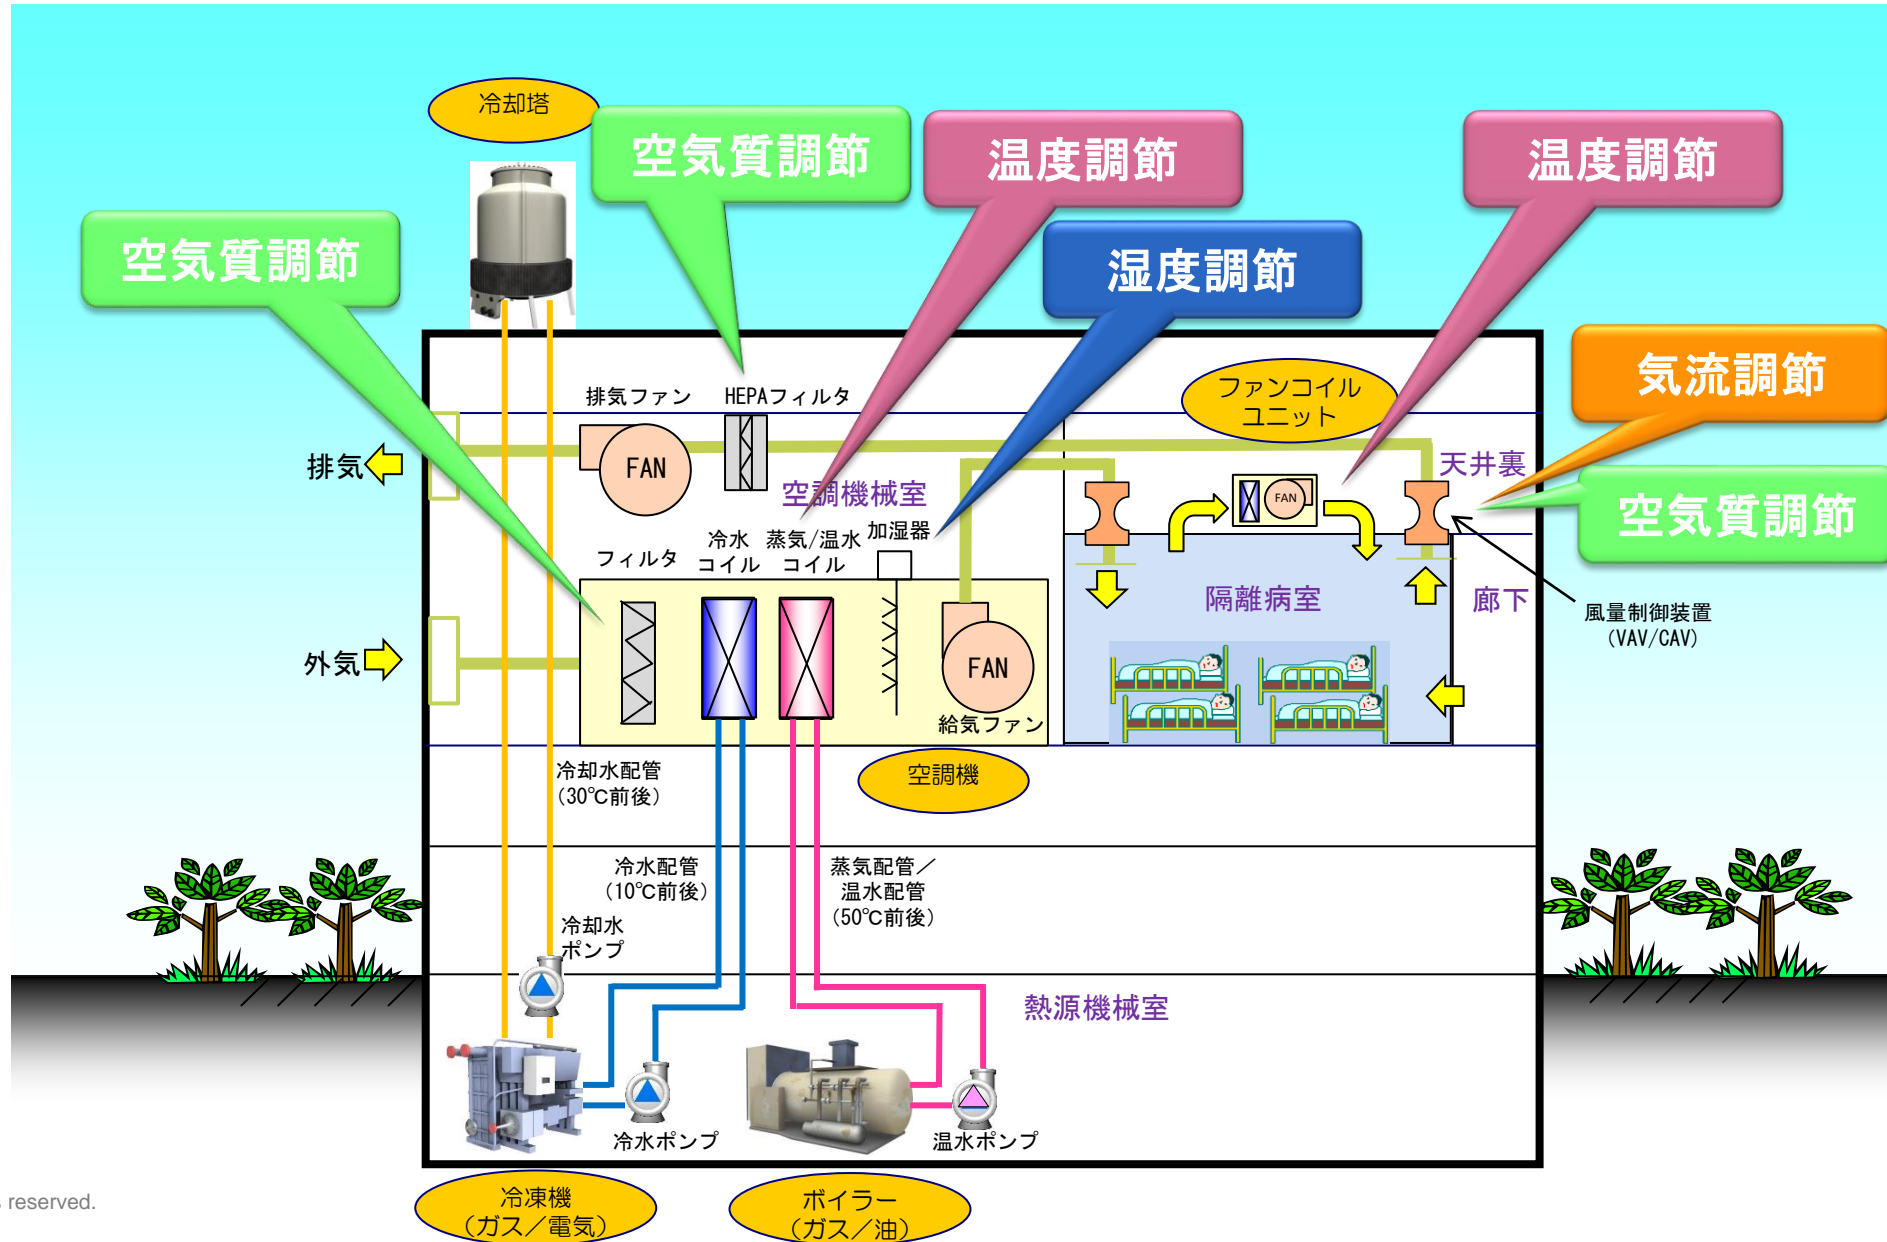 冷却塔
空気質調節
温度調節
温度調節
空気質調節
湿度調節
気流調節
空気質調節
排気ファン
HEPAフィルタ
ファンコイル
ユニット
排気
FAN
空調機械室
天井裏
FAN
フィルタ
冷水
コイル
蒸気/温水
コイル
加湿器
隔離病室
廊下
風量制御装置
(VAV/CAV)
外気
FAN
給気ファン
冷却水配管
(30℃前後)
空調機
冷水配管
(10℃前後)
蒸気配管／
温水配管
(50℃前後)
冷却水
ポンプ
熱源機械室
冷水ポンプ
温水ポンプ
冷凍機
(ガス／電気)
ボイラー
(ガス／油)
reserved.